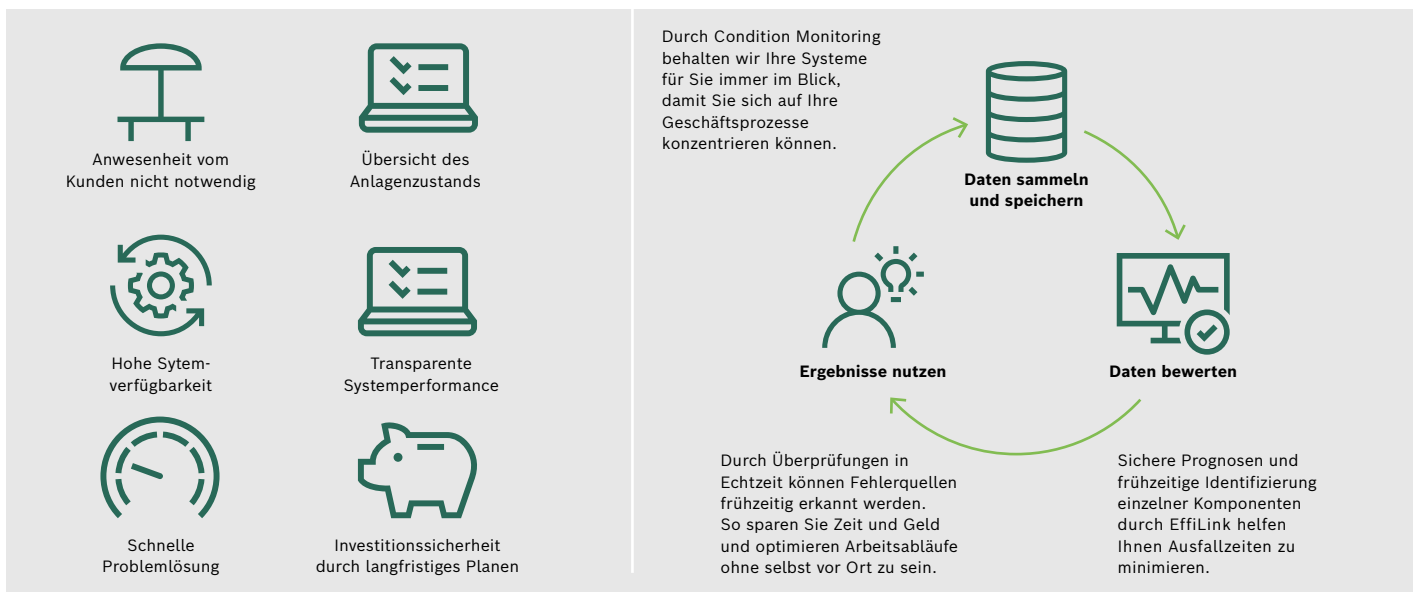 Anwesenheit vom
Kunden nicht notwendig
Übersicht des
Anlagenzustands
Hohe Sytem-
verfügbarkeit
Transparente
Systemperformance
Schnelle
Problemlösung
Investitionssicherheit
durch langfristiges Planen
Durch Condition Monitoring
behalten wir Ihre Systeme
für Sie immer im Blick,
damit Sie sich auf Ihre
Geschäftsprozesse
konzentrieren können.
Daten sammeln
und speichern
Daten bewerten
Sichere Prognosen und
frühzeitige Identifizierung
einzelner Komponenten
durch EffiLink helfen
Ihnen Ausfallzeiten zu
minimieren.
Ergebnisse nutzen
Durch Überprüfungen in
Echtzeit können Fehlerquellen
frühzeitig erkannt werden.
So sparen Sie Zeit und Geld
und optimieren Arbeitsabläufe
ohne selbst vor Ort zu sein.